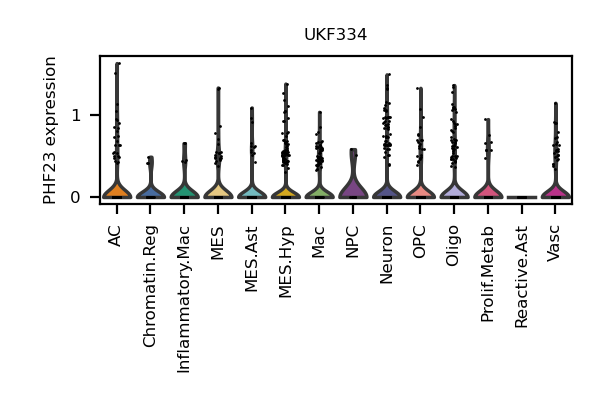 UKF334
PHF23 expression
1
0
AC
Chromatin.Reg
Inflammatory.Mac
MES
MES.Ast
MES.Hyp
Mac
NPC
Neuron
OPC
Oligo
Prolif.Metab
Reactive.Ast
Vasc